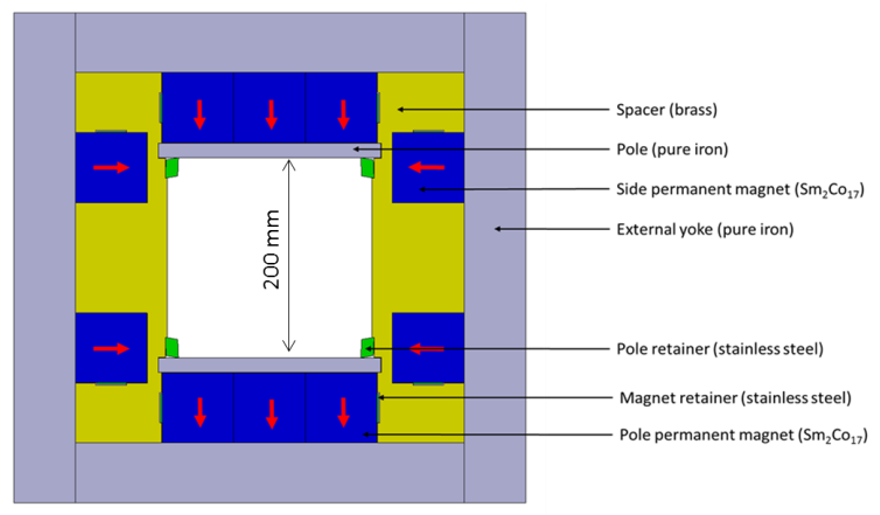 Spacer (brass)
Pole (pure iron)
Side permanent magnet (Sm₂Co₁₇)
External yoke (pure iron)
200 mm
Pole retainer (stainless steel)
Magnet retainer (stainless steel)
Pole permanent magnet (Sm₂Co₁₇)